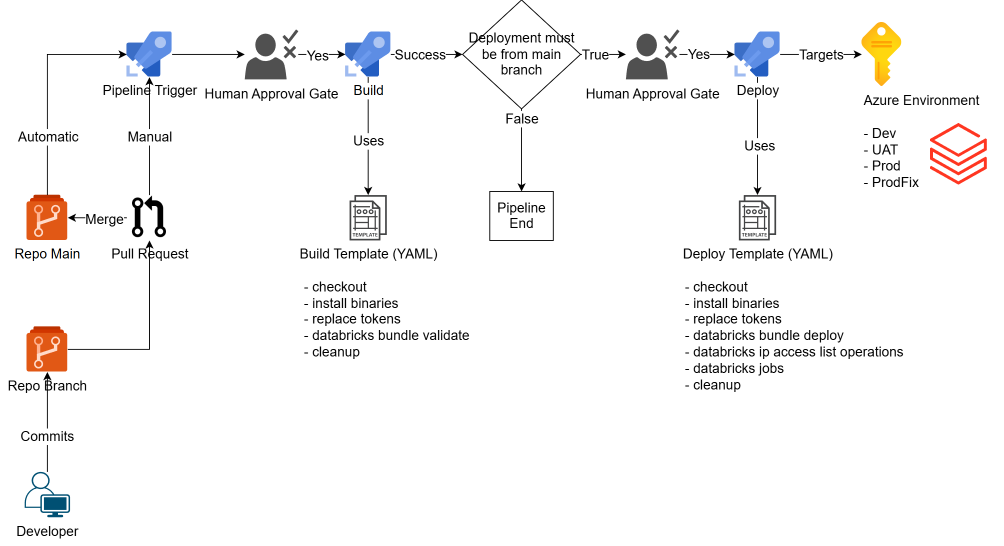 Deployment must
be from main
branch
Yes
Success
True
Yes
Targets
Pipeline Trigger
Human Approval Gate
Build
Human Approval Gate
Deploy
Azure Environment
- Dev
- UAT
- Prod
- ProdFix
False
Automatic
Manual
Uses
Uses
Merge
TEMPLATE
Pipeline
End
TEMPLATE
Repo Main
Pull Request
Build Template (YAML)
- checkout
- install binaries
- replace tokens
- databricks bundle validate
- cleanup
Deploy Template (YAML)
- checkout
- install binaries
- replace tokens
- databricks bundle deploy
- databricks ip access list operations
- databricks jobs
- cleanup
Repo Branch
Commits
Developer